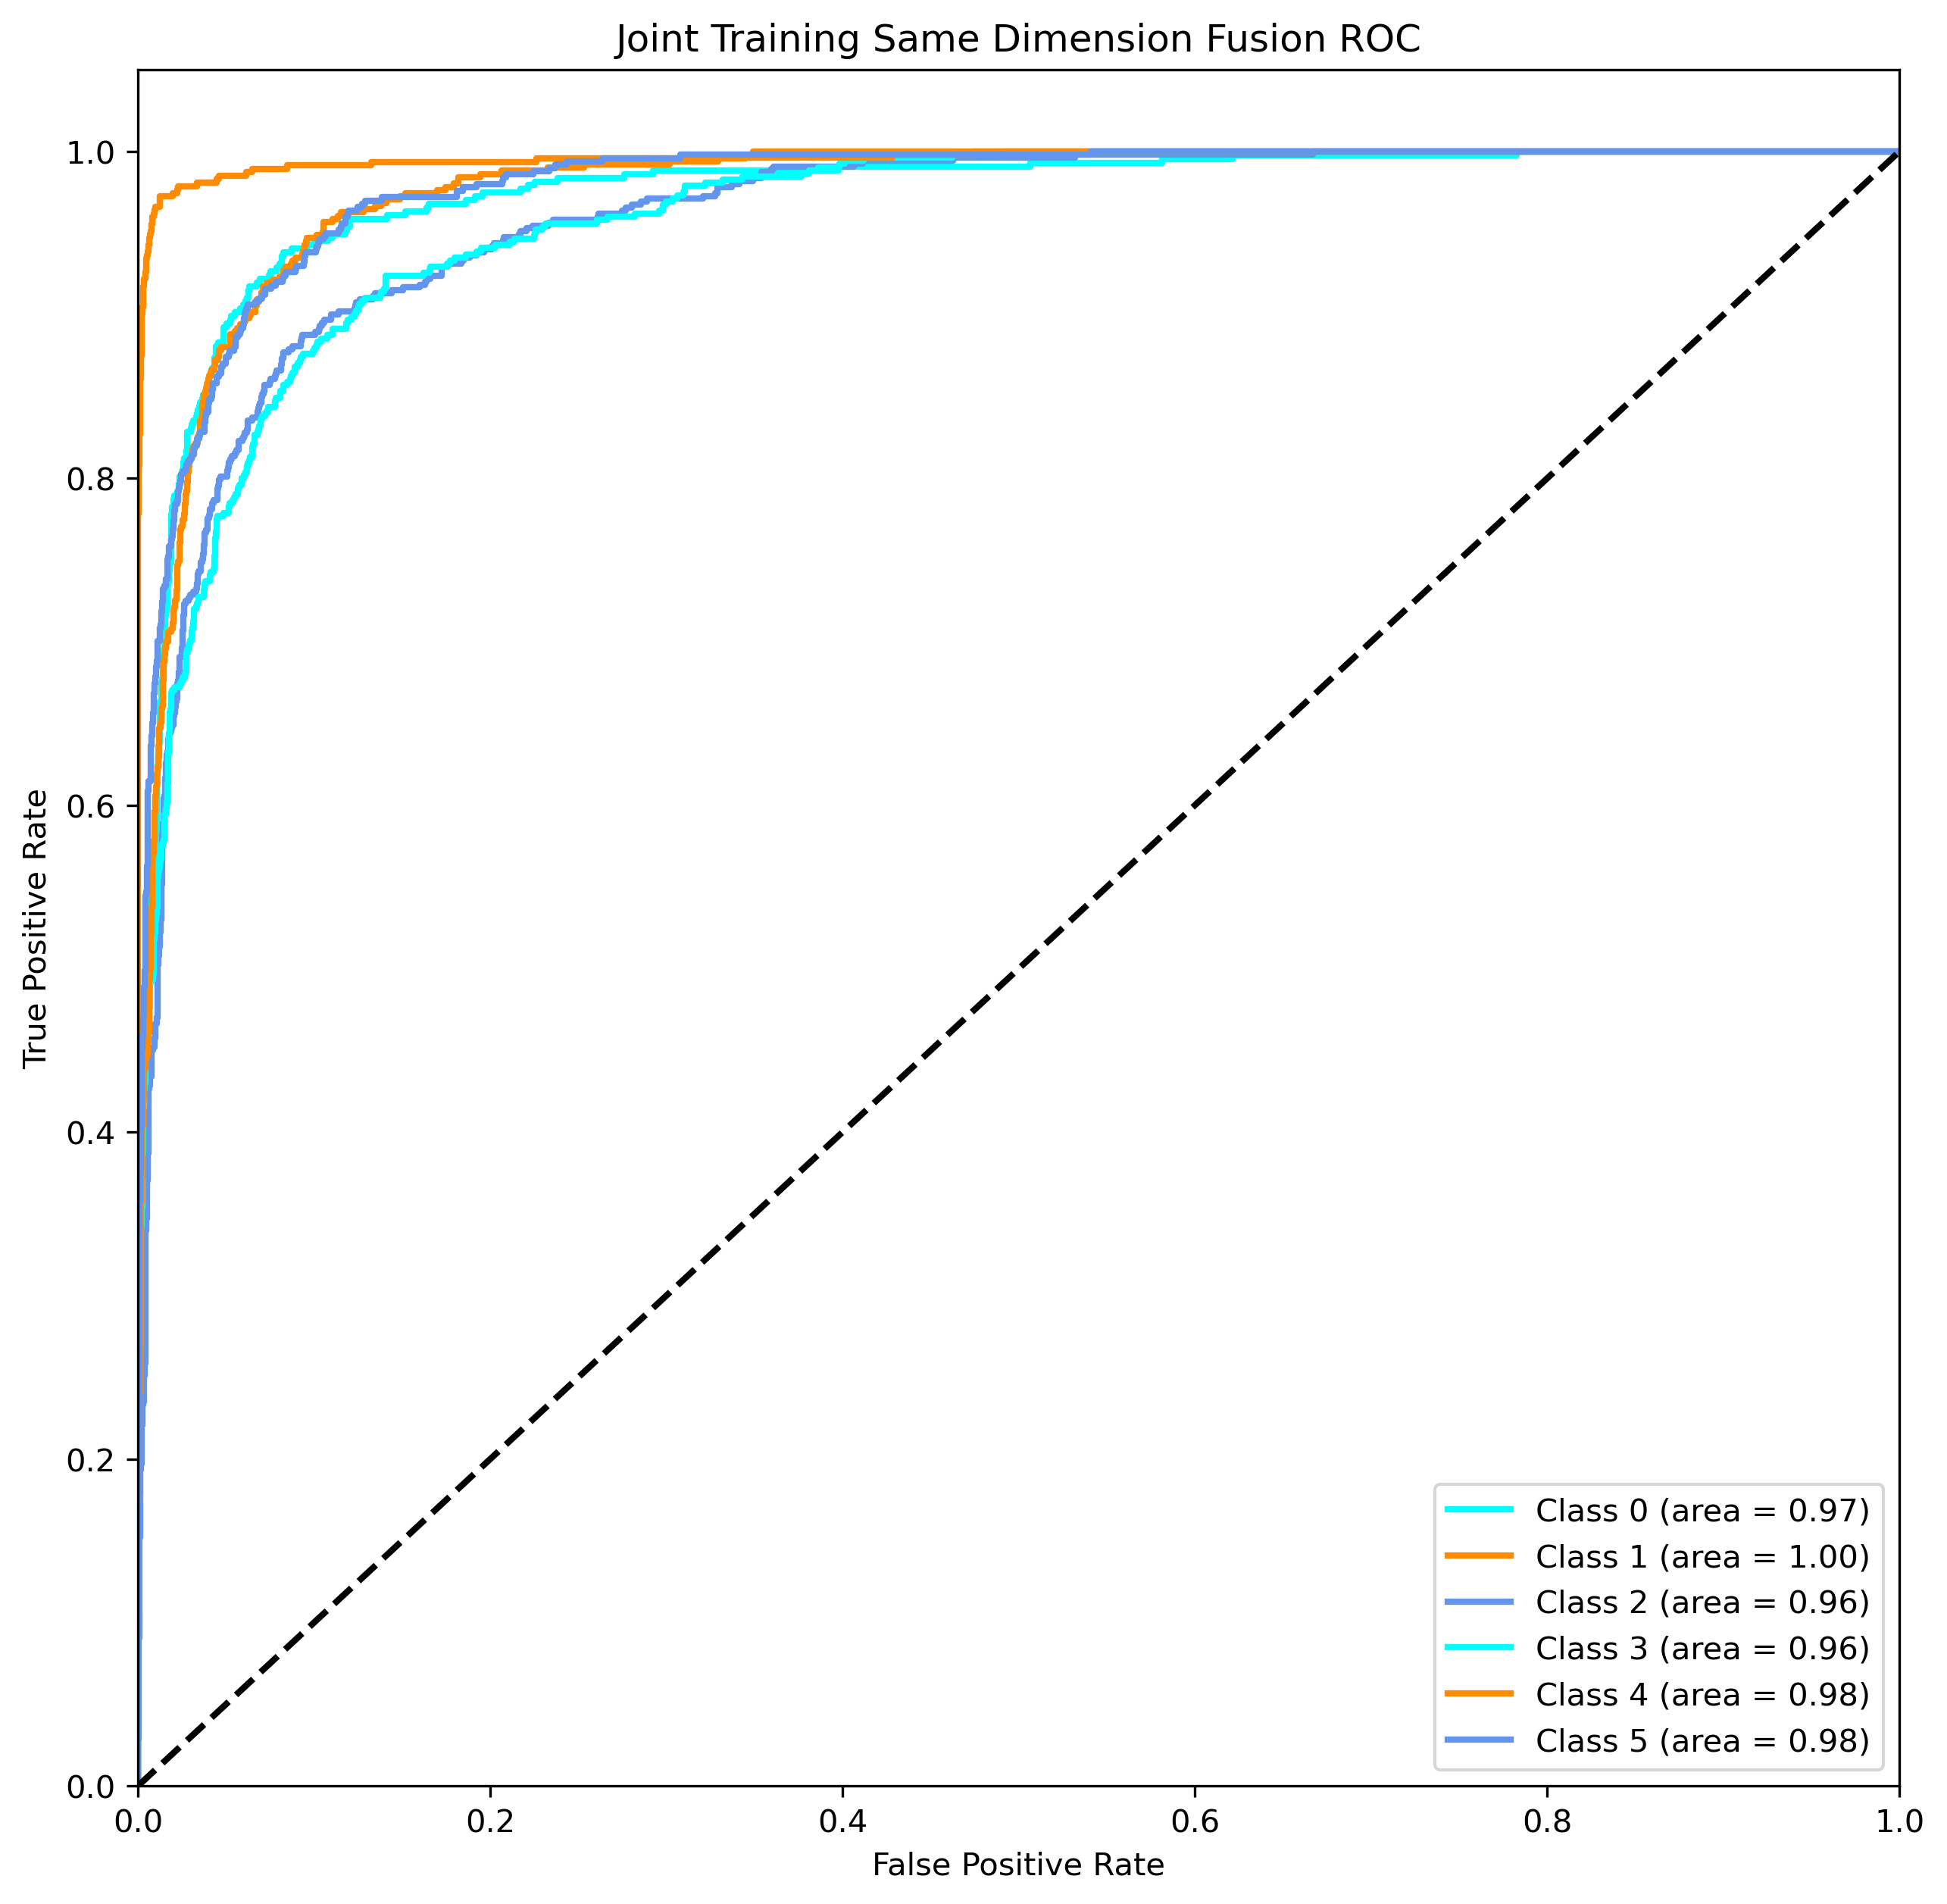 Joint Training Same Dimension Fusion ROC
True Positive Rate
1.0
0.8
0.6
0.4
0.2
0.0
Class 0 (area = 0.97)
Class 1 (area = 1.00)
Class 2 (area = 0.96)
Class 3 (area = 0.96)
Class 4 (area = 0.98)
Class 5 (area = 0.98)
0.0 0.2 0.4 0.6 0.8 1.0
False Positive Rate